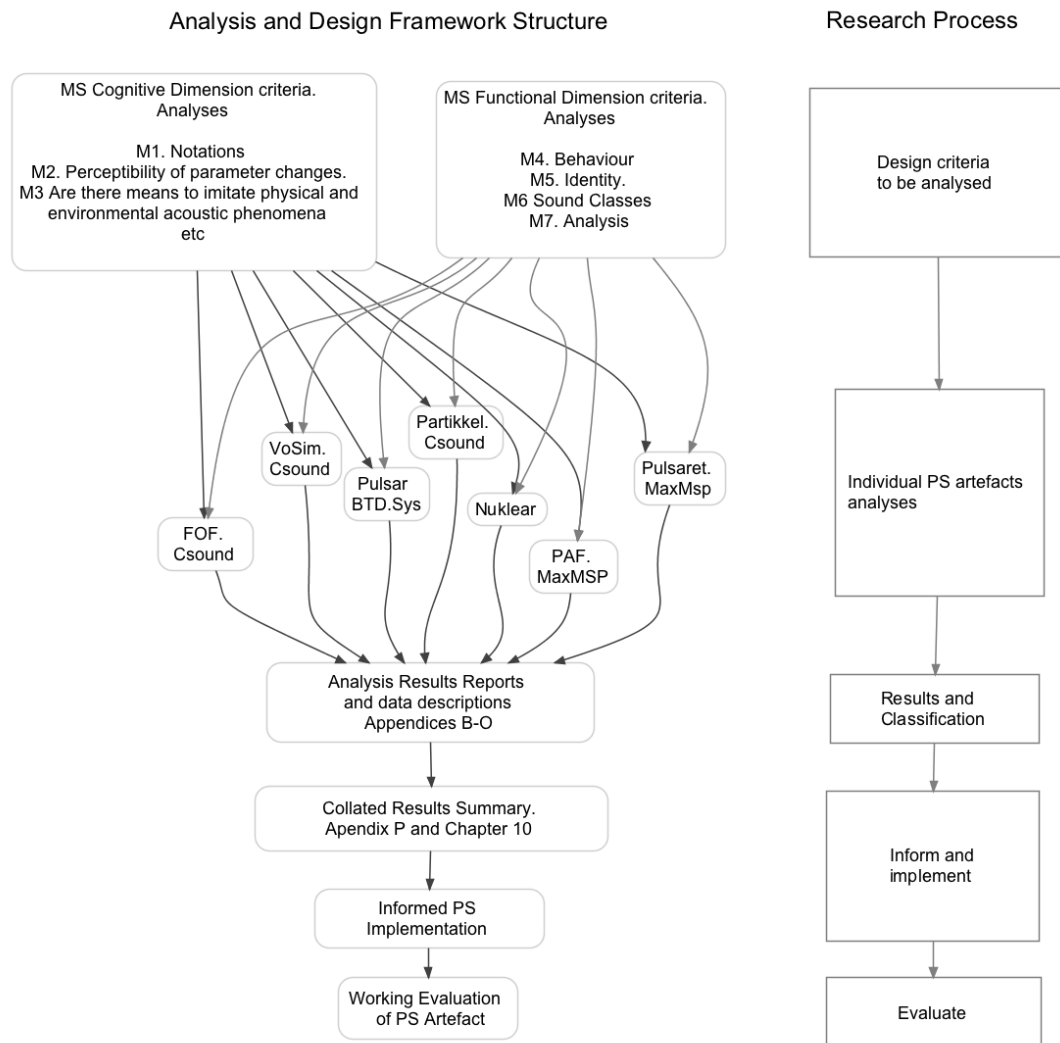 Analysis and Design Framework Structure
Research Process
MS Cognitive Dimension criteria.
Analyses
M1. Notations
M2. Perceptibility of parameter changes.
M3 Are there means to imitate physical and
environmental acoustic phenomena
etc
MS Functional Dimension criteria.
Analyses
M4. Behaviour
M5. Identity.
M6 Sound Classes
M7. Analysis
Design criteria
to be analysed
FOF.
Csound
VoSim.
Csound
Pulsar
BTD.Sys
Partikkel.
Csound
Nuklear
PAF.
MaxMSP
Pulsaret.
MaxMsp
Individual PS artefacts
analyses
Analysis Results Reports
and data descriptions
Appendices B-O
Results and
Classification
Collated Results Summary.
Apendix P and Chapter 10
Inform and
implement
Informed PS
Implementation
Working Evaluation
of PS Artefact
Evaluate